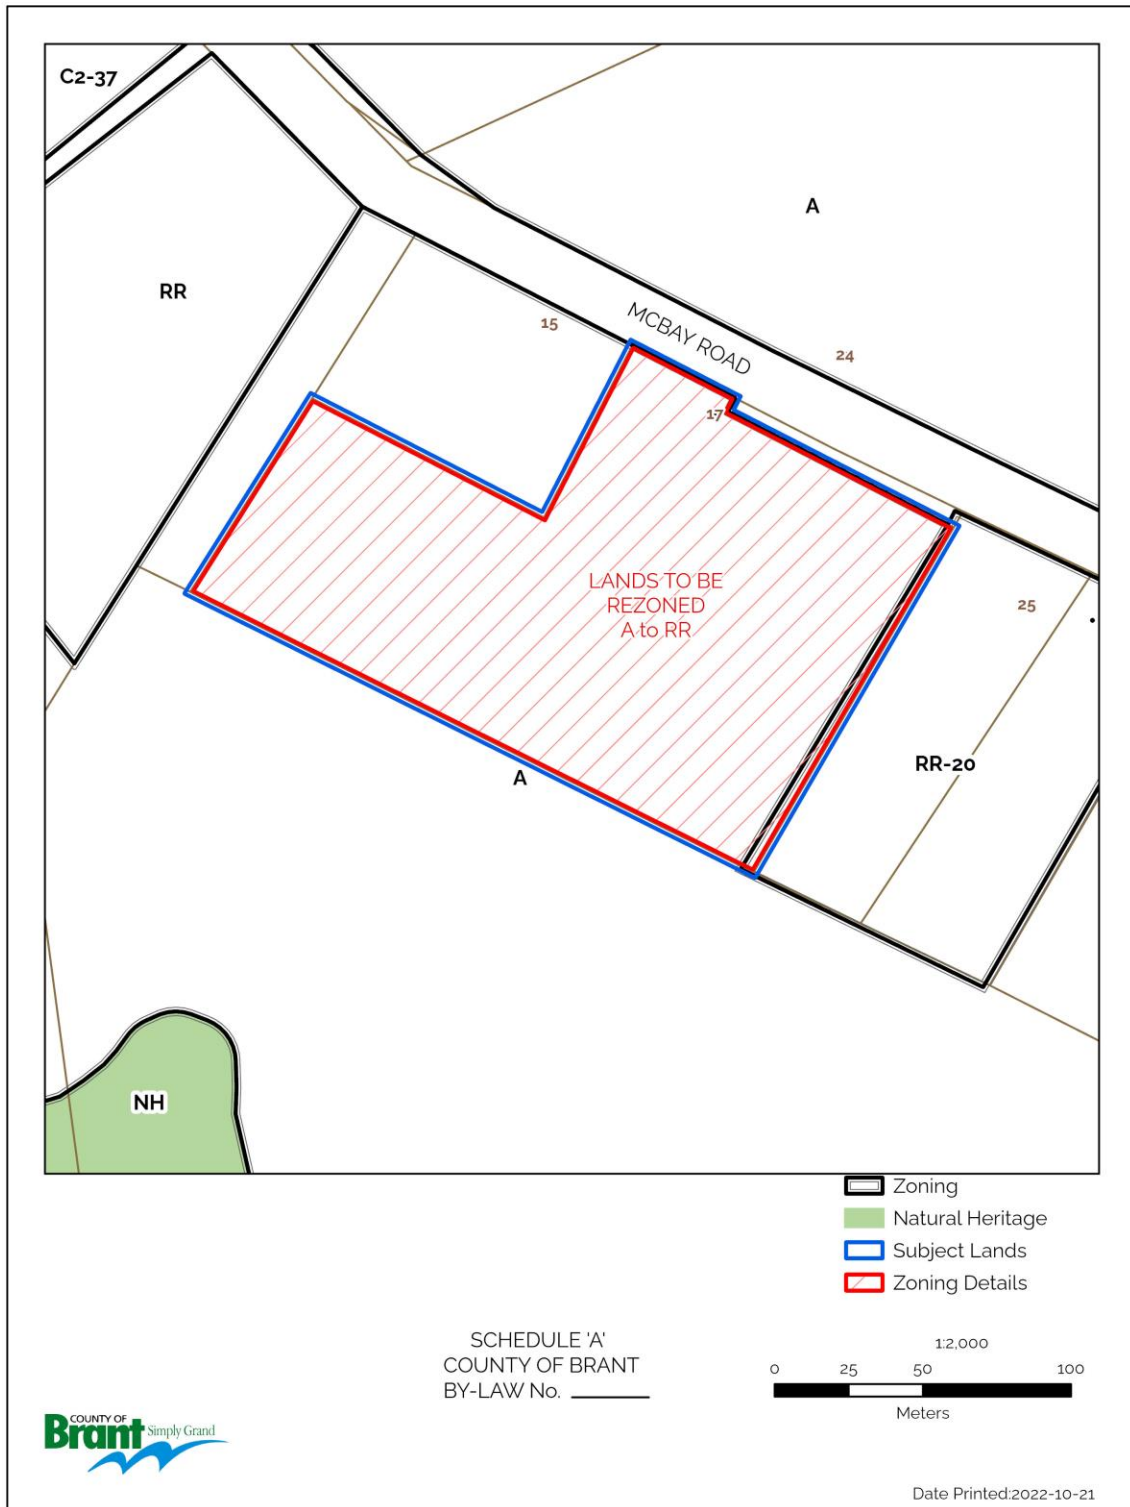 C2-37
A
RR
MCBAY ROAD
15
24
17
LANDS TO BE
REZONED
A to RR
25
RR-20
A
NH
Zoning
Natural Heritage
Subject Lands
Zoning Details
SCHEDULE 'A'
COUNTY OF BRANT
BY-LAW No.
1:2,000
0 25 50 100
Meters
COUNTY OF
Brant Simply Grand
Date Printed:2022-10-21